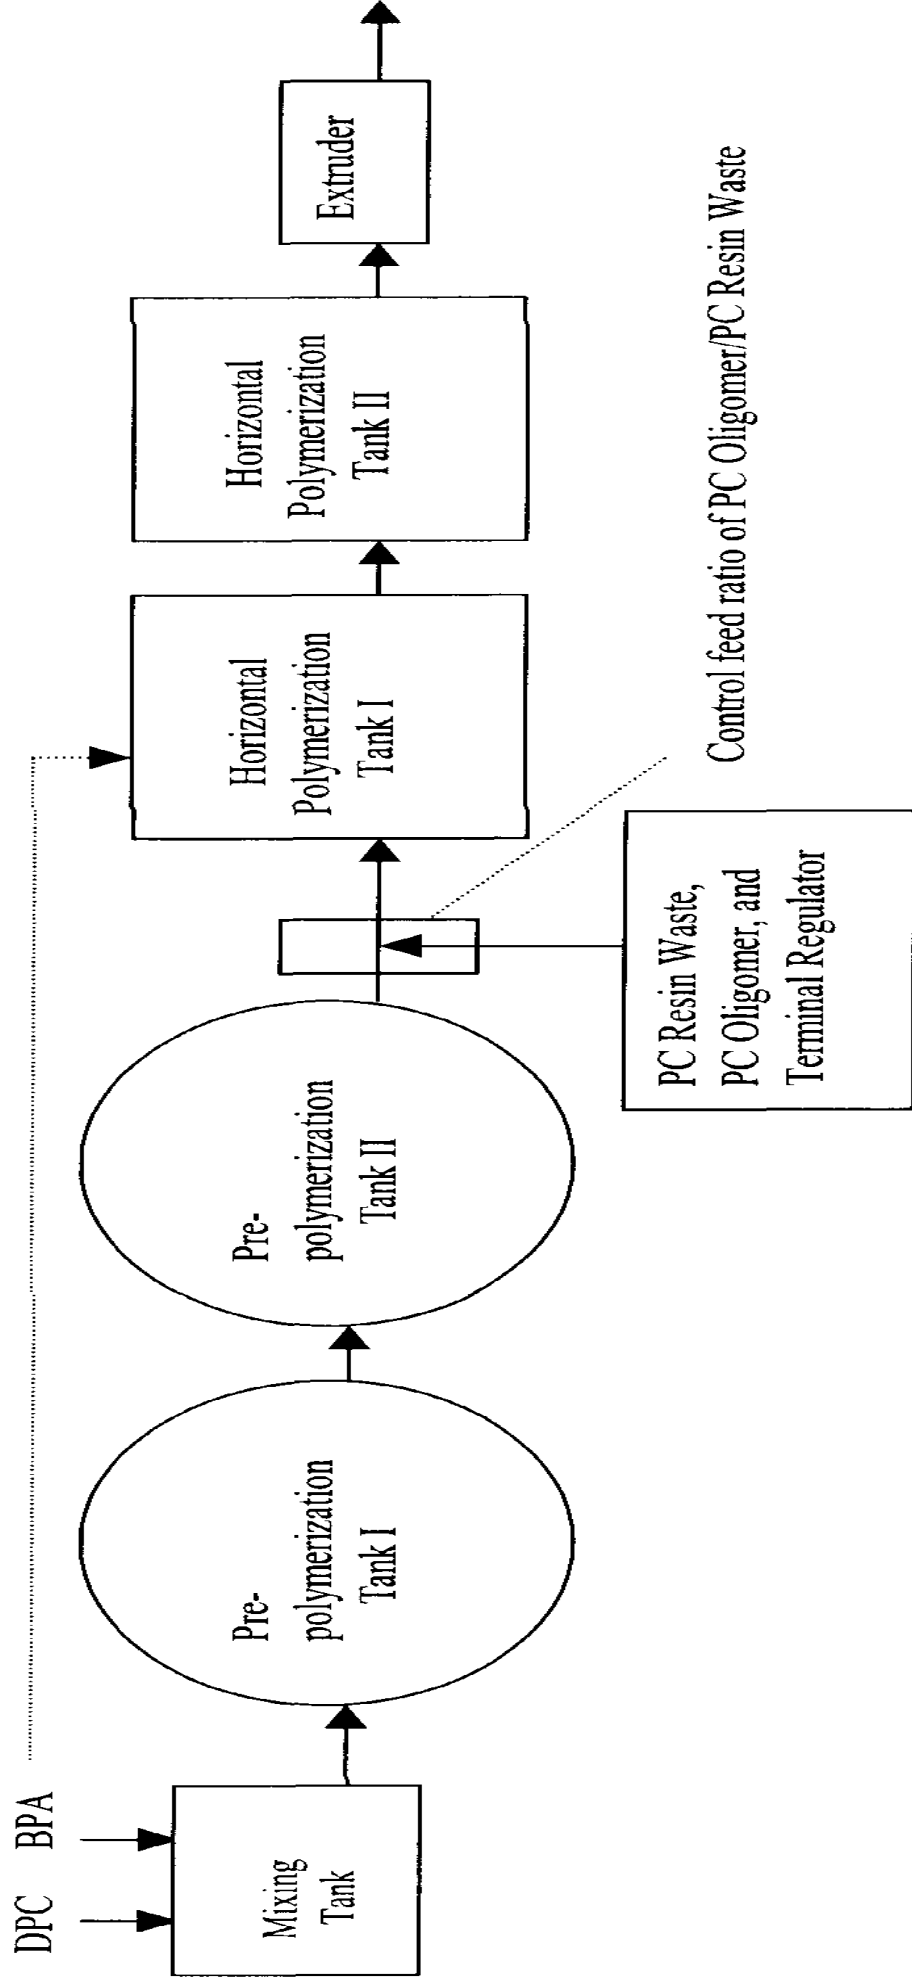 DPC BPA
Mixing
Tank
Pre-
polymerization
Tank I
Pre-
polymerization
Tank II
PC Resin Waste,
PC Oligomer, and
Terminal Regulator
Control feed ratio of PC Oligomer/PC Resin Waste
Horizontal
Polymerization
Tank I
Horizontal
Polymerization
Tank II
Extruder